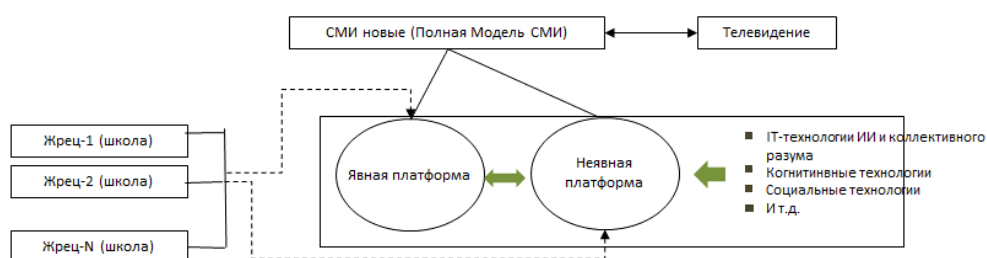 СМИ новые (Полная Модель СМИ)
Телевидение
Жрец-1 (школа)
Жрец-2 (школа)
Жрец-N (школа)
Явная платформа
Неявная
платформа
IT-технологии ИИ и коллективного
разума
Когнитинвные технологии
Социальные технологии
И т.д.